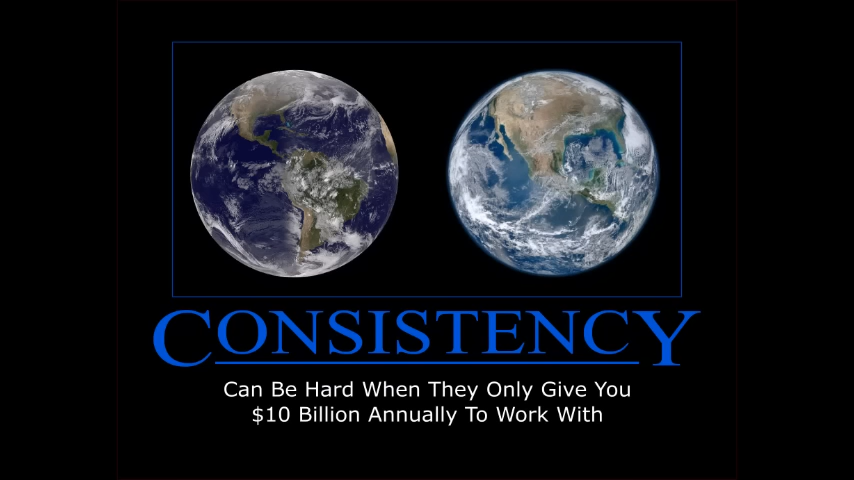 CONSISTENCY
Can Be Hard When They Only Give You
$10 Billion Annually To Work With